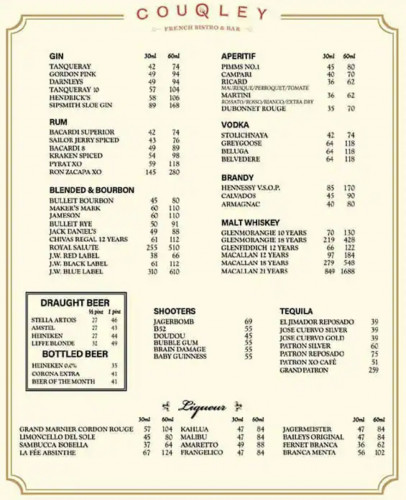 COUQLEY
FRENCH BISTRO & BAR
GIN 30ml 60ml
TANQUERAY 42 74
GORDON PINK 49 94
DARNLEYS 49 94
TANQUERAY 10 57 104
HENDRICK'S 58 106
SIPSMITH SLOE GIN 89 168
RUM
BACARDI SUPERIOR 42 74
SAILOR JERRY SPICED 43 76
BACARDI 8 49 89
KRAKEN SPICED 54 98
PYRAT XO 59 118
RON ZACAPA XO 145 280
BLENDED & BOURBON
BULLEIT BOURBON 45 80
MAKER'S MARK 60 110
JAMESON 60 110
BULLEIT RYE 50 91
JACK DANIEL'S 49 88
CHIVAS REGAL 12 YEARS 61 112
ROYAL SALUTE 255 510
J.W. RED LABEL 38 66
J.W. BLACK LABEL 61 112
J.W. BLUE LABEL 310 610
APERITIF 30ml 60ml
PIMMS NO.1 45 80
CAMPARI 40 70
RICARD 36 62
MAURESQUE/PERROQUET/TOMATE
MARTINI 36 62
ROSATO/ROSSO/BIANCO/EXTRA DRY
DUBONNET ROUGE 35 70
VODKA
STOLICHNAYA 42 74
GREYGOOSE 64 118
BELUGA 64 118
BELVEDERE 64 118
BRANDY
HENNESSY V.S.O.P. 85 170
CALVADOS 45 90
ARMAGNAC 40 80
MALT WHISKEY
GLENMORANGIE 10 YEARS 70 130
GLENMORANGIE 18 YEARS 219 428
GLENFIDDICH 12 YEARS 66 122
MACALLAN 12 YEARS 97 184
MACALLAN 18 YEARS 279 548
MACALLAN 21 YEARS 849 1688
DRAUGHT BEER
½ pint 1 pint
STELLA ARTOIS 27 46
AMSTEL 27 43
HEINEKEN 27 44
LEFFE BLONDE 32 49
BOTTLED BEER
HEINIKEN 0.0% 35
CORONA EXTRA 41
BEER OF THE MONTH 41
SHOOTERS
JAGERBOMB 69
B52 55
DOUDOU 45
BUBBLE GUM 55
BRAIN DAMAGE 55
BABY GUINNESS 55
TEQUILA
EL JIMADOR REPOSADO 39
JOSE CUERVO SILVER 39
JOSE CUERVO GOLD 39
PATRON SILVER 60
PATRON REPOSADO 75
PATRON XO CAFÉ 51
GRAND PATRON 259
Liqueur
30ml 60ml 30ml 60ml 30ml 60ml
GRAND MARNIER CORDON ROUGE 57 104 KAHLUA 47 84 JAGERMEISTER 47 84
LIMONCELLO DEL SOLE 45 80 MALIBU 47 84 BAILEYS ORIGINAL 47 84
SAMBUCCA ISOBELLA 37 64 AMARETTO 49 88 FERNET BRANCA 36 62
LA FÉE ABSINTHE 67 124 FRANGELICO 47 84 BRANCA MENTA 56 102